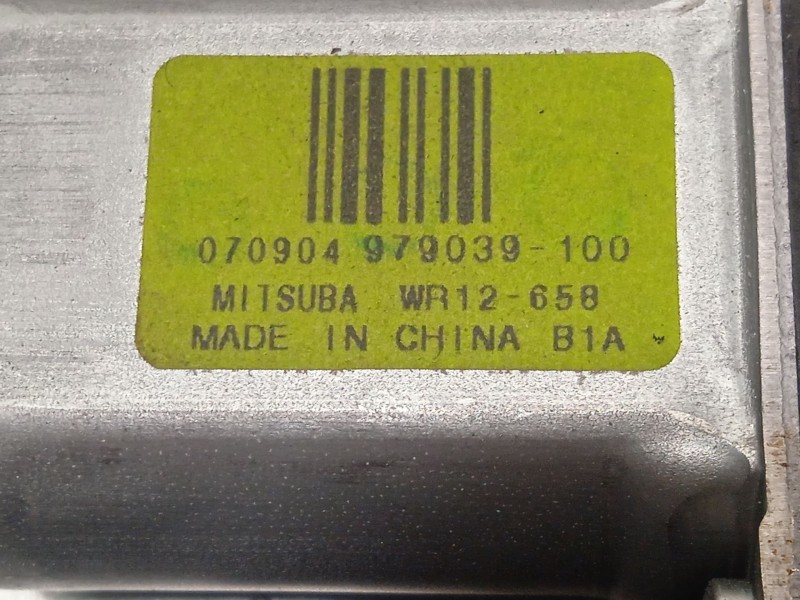 070904 979039-100
MITSUBA WR12-658
MADE IN CHINA B1A